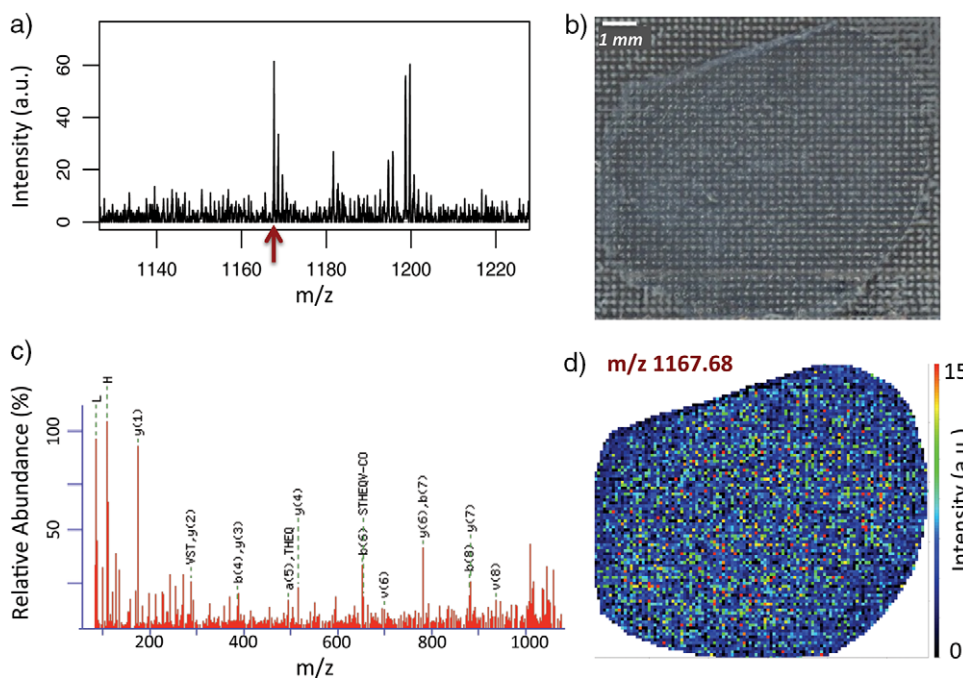 a)
Intensity (a.u.)
60
40
20
0
1140
1160
1180
1200
1220
m/z
b)
1 mm
c)
Relative Abundance (%)
100
50
L
H
y(1)
VST,y(2)
b(4),y(3)
a(5),THEQ
y(4)
b(6)
STHEQV-CO
y(6)
y(6),b(7)
b(8)
y(7)
y(8)
200
400
600
800
1000
m/z
d)
m/z 1167.68
15
Intensity (a.u.)
0